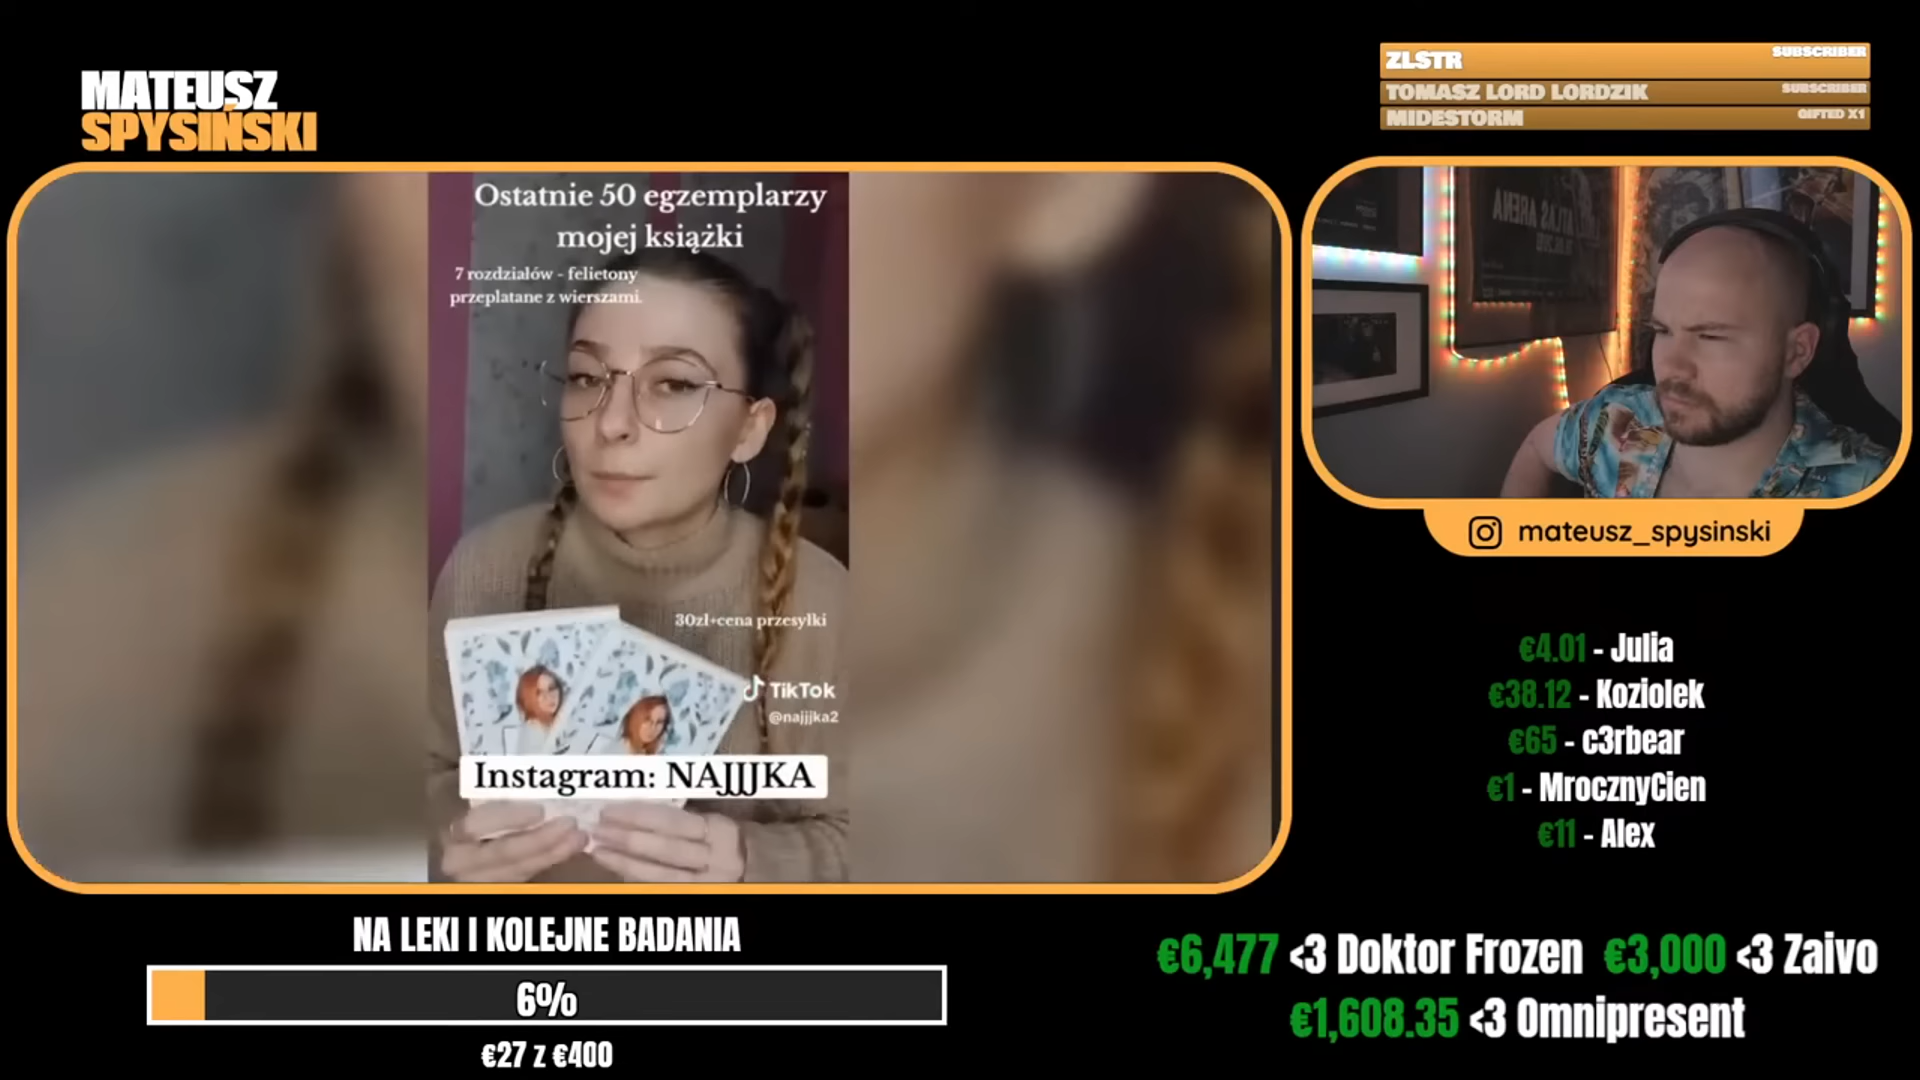 MATEUSZ
SPYSIŃSKI
ZLSTR SUBSCRIBER
TOMASZ LORD LORDZIK SUBSCRIBER
MIDESTORM GIFTED X1
Ostatnie 50 egzemplarzy
mojej książki
7 rozdziałów - felietony
przeplatane z wierszami.
30zł+cena przesyłki
TikTok
@najjjka2
Instagram: NAJJJKA
ATLAS ARENA
mateusz_spysinski
€4.01 - Julia
€38.12 - Koziolek
€65 - c3rbear
€1 - MrocznyCien
€11 - Alex
NA LEKI I KOLEJNE BADANIA
6%
€27 z €400
€6,477 <3 Doktor Frozen €3,000 <3 Zaivo
€1,608.35 <3 Omnipresent